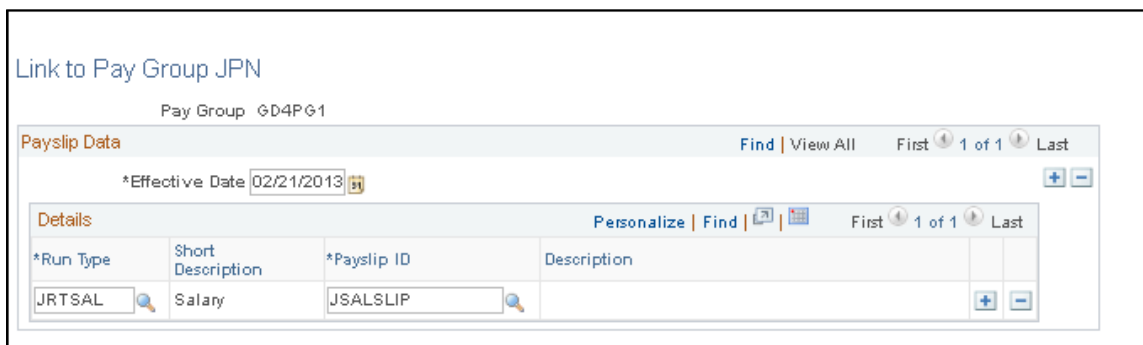 Link to Pay Group JPN
Pay Group GD4PG1
Payslip Data Find | View All First 1 of 1 Last
*Effective Date 02/21/2013 31
Details Personalize | Find | | First 1 of 1 Last
*Run Type Short Description *Payslip ID Description
JRTSAL Salary JSALSLIP